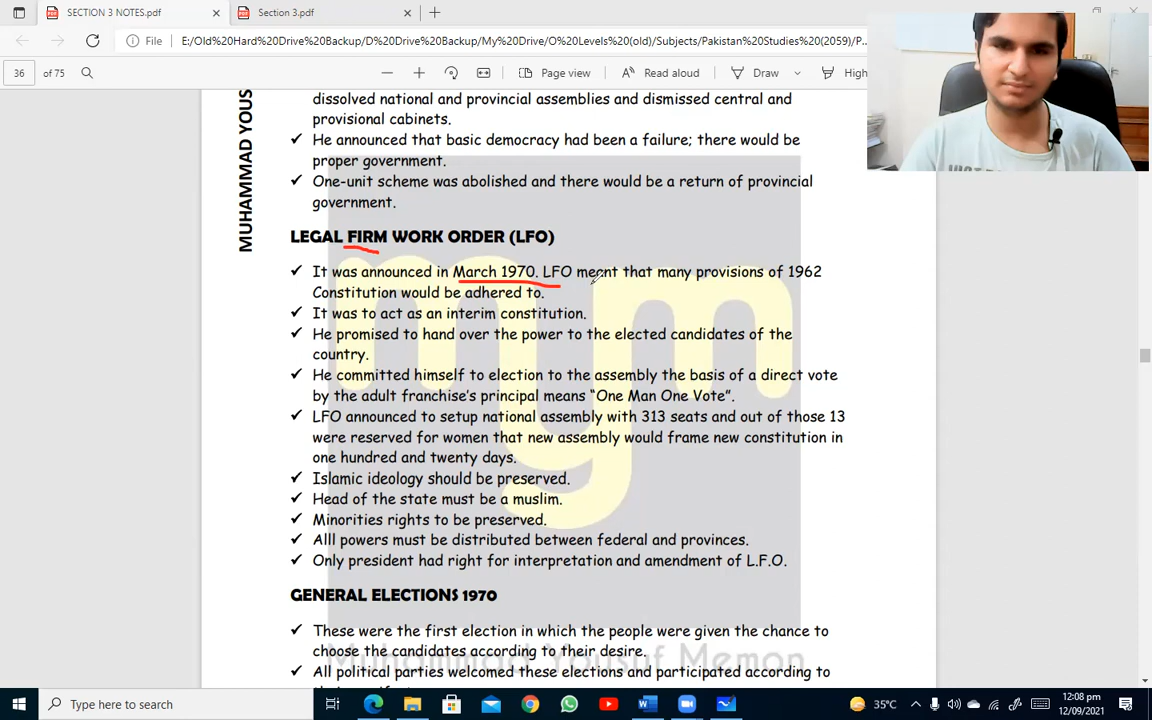 SECTION 3 NOTES.pdf
Section 3.pdf
File E:/Old%20Hard%20Drive%20Backup/D%20Drive%20Backup/My%20Drive/O%20Levels%20(old)/Subjects/Pakistan%20Studies%20(2059)/P...
36 of 75 Page view Read aloud Draw High
MUHAMMAD YOUS
dissolved national and provincial assemblies and dismissed central and
provisional cabinets.
✓ He announced that basic democracy had been a failure; there would be
proper government.
✓ One-unit scheme was abolished and there would be a return of provincial
government.
LEGAL FIRM WORK ORDER (LFO)
✓ It was announced in March 1970. LFO meant that many provisions of 1962
Constitution would be adhered to.
✓ It was to act as an interim constitution.
✓ He promised to hand over the power to the elected candidates of the
country.
✓ He committed himself to election to the assembly the basis of a direct vote
by the adult franchise's principal means “One Man One Vote”.
✓ LFO announced to setup national assembly with 313 seats and out of those 13
were reserved for women that new assembly would frame new constitution in
one hundred and twenty days.
✓ Islamic ideology should be preserved.
✓ Head of the state must be a muslim.
✓ Minorities rights to be preserved.
✓ Alll powers must be distributed between federal and provinces.
✓ Only president had right for interpretation and amendment of L.F.O.
GENERAL ELECTIONS 1970
✓ These were the first election in which the people were given the chance to
choose the candidates according to their desire.
Muhammad Yousuf Memon
✓ All political parties welcomed these elections and participated according to
mym
Type here to search
35°C
12:08 pm
12/09/2021